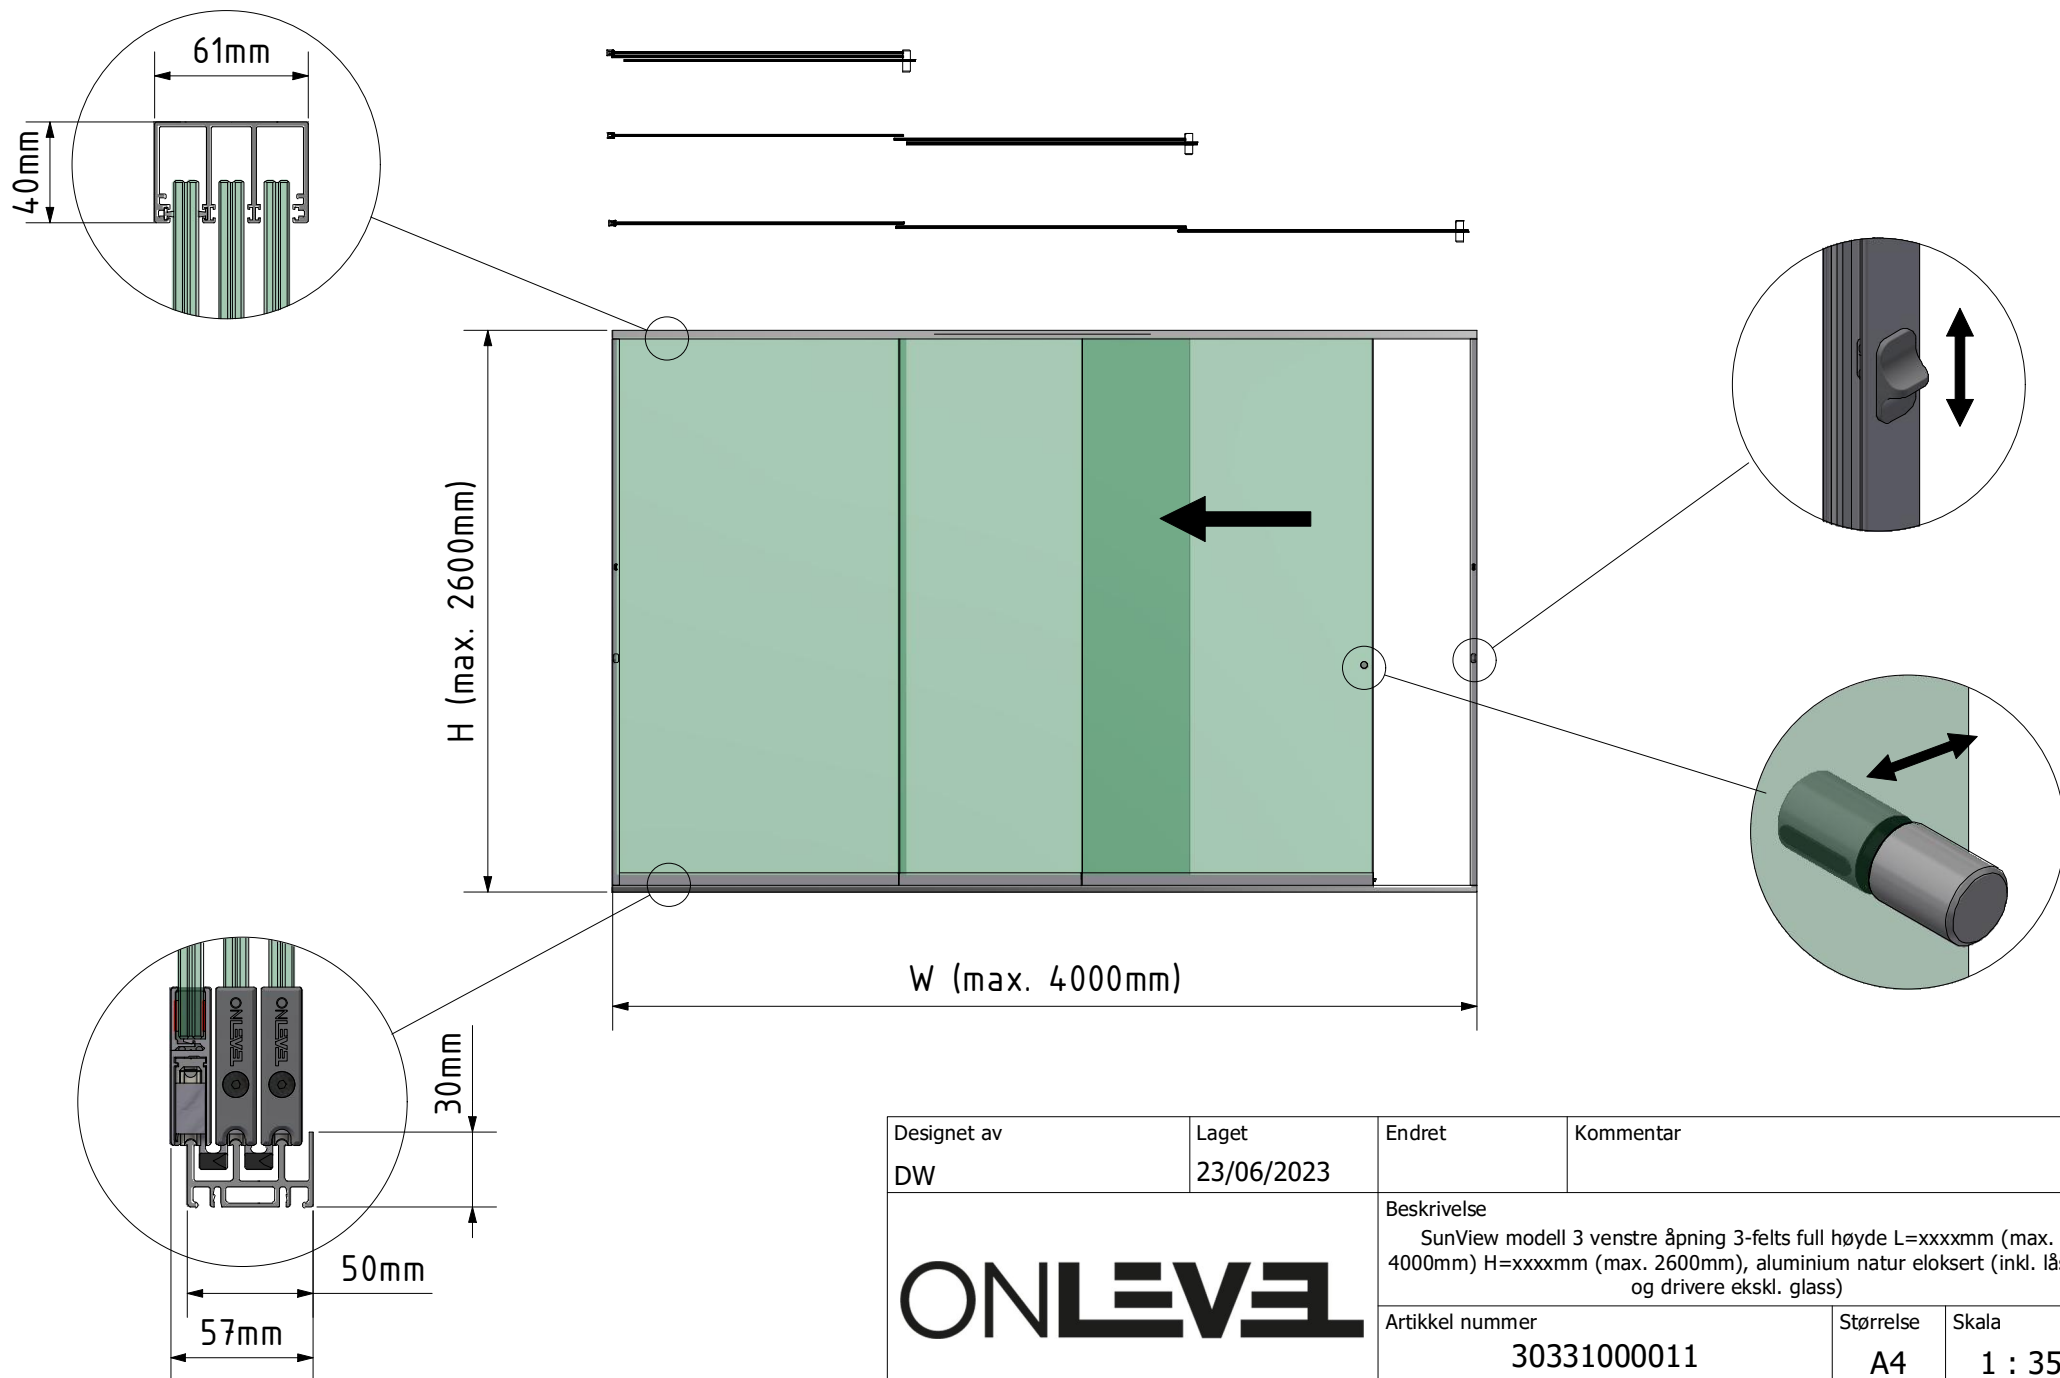 61mm
40mm
H (max. 2600mm)
W (max. 4000mm)
ONLEVEL
ONLEVEL
30mm
50mm
57mm
Designet av
DW
Laget
23/06/2023
Endret
Kommentar
ONLEVEL
Beskrivelse
SunView modell 3 venstre åpning 3-felts full høyde L=xxxxmm (max.
4000mm) H=xxxxmm (max. 2600mm), aluminium natur eloksert (inkl.
og drivere ekskl. glass)
Artikkel nummer
30331000011
Størrelse
A4
Skala
1 : 35